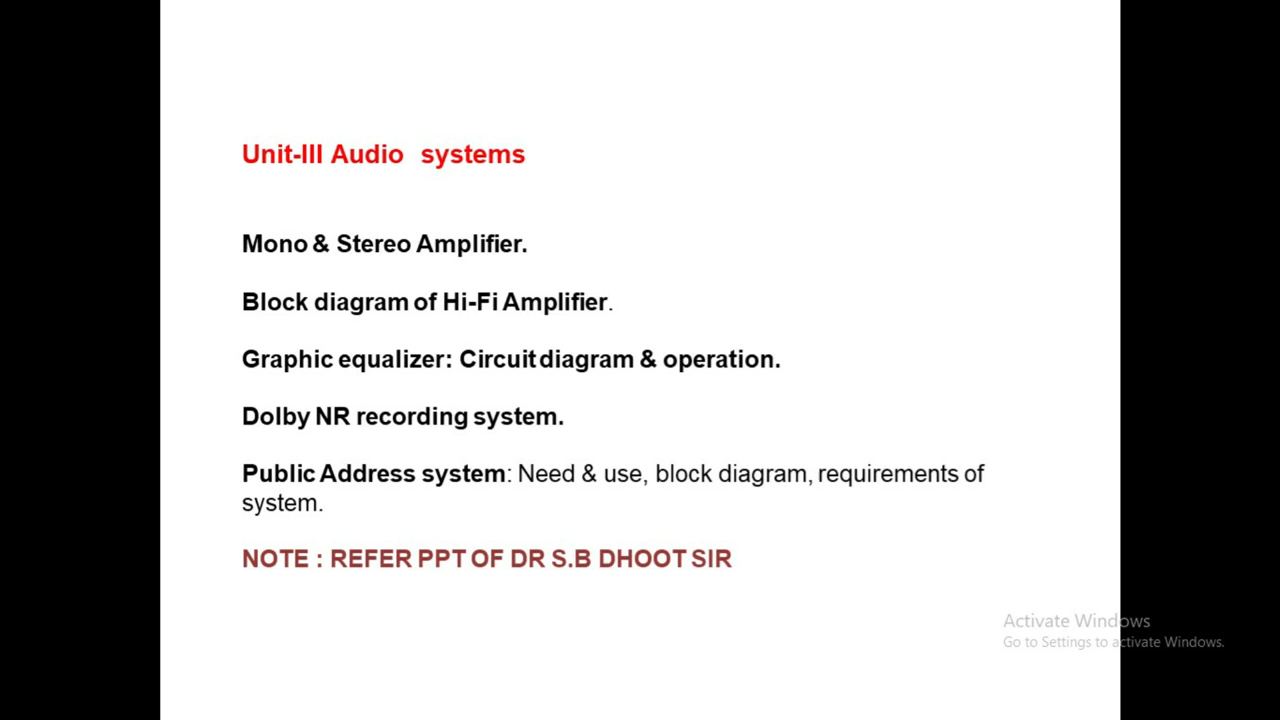 Unit-III Audio systems
Mono & Stereo Amplifier.
Block diagram of Hi-Fi Amplifier.
Graphic equalizer: Circuit diagram & operation.
Dolby NR recording system.
Public Address system: Need & use, block diagram, requirements of
system.
NOTE : REFER PPT OF DR S.B DHOOT SIR
Activate Windows
Go to Settings to activate Windows.